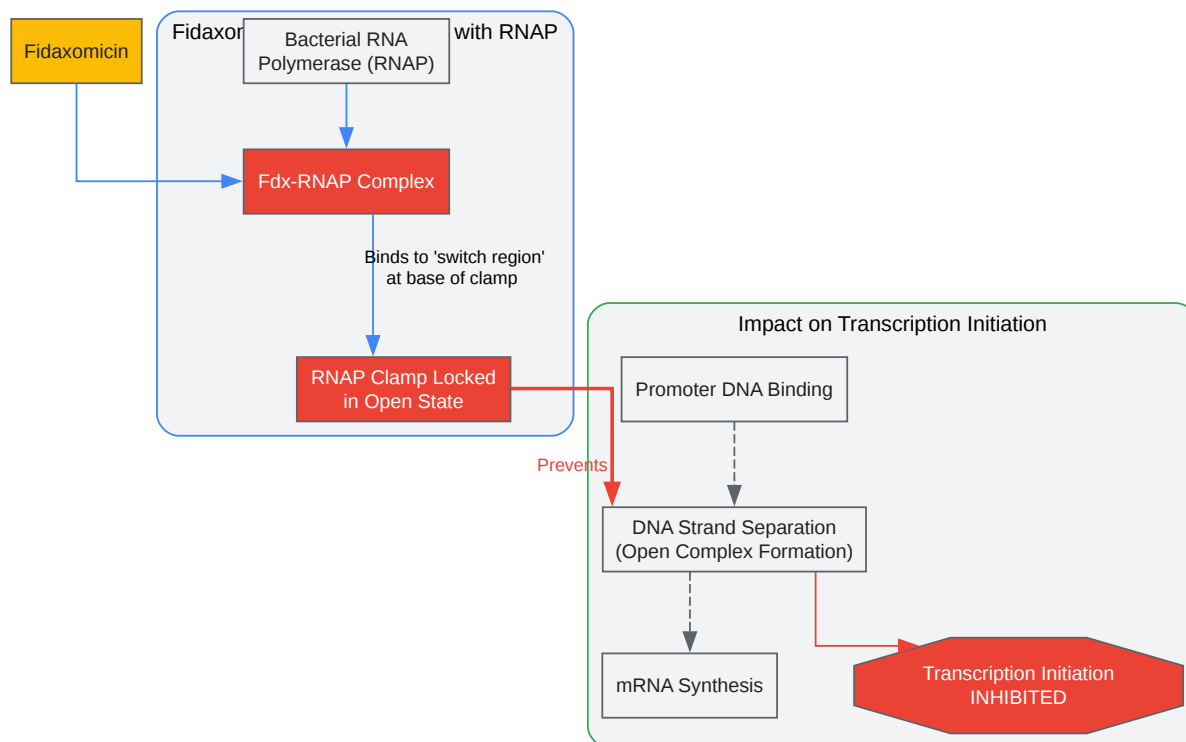 Fidaxomicin
with RNAP
Bacterial RNA
Polymerase (RNAP)
Fdx-RNAP Complex
Binds to 'switch region'
at base of clamp
RNAP Clamp Locked
in Open State
Prevents
Impact on Transcription Initiation
Promoter DNA Binding
DNA Strand Separation
(Open Complex Formation)
mRNA Synthesis
Transcription Initiation
INHIBITED